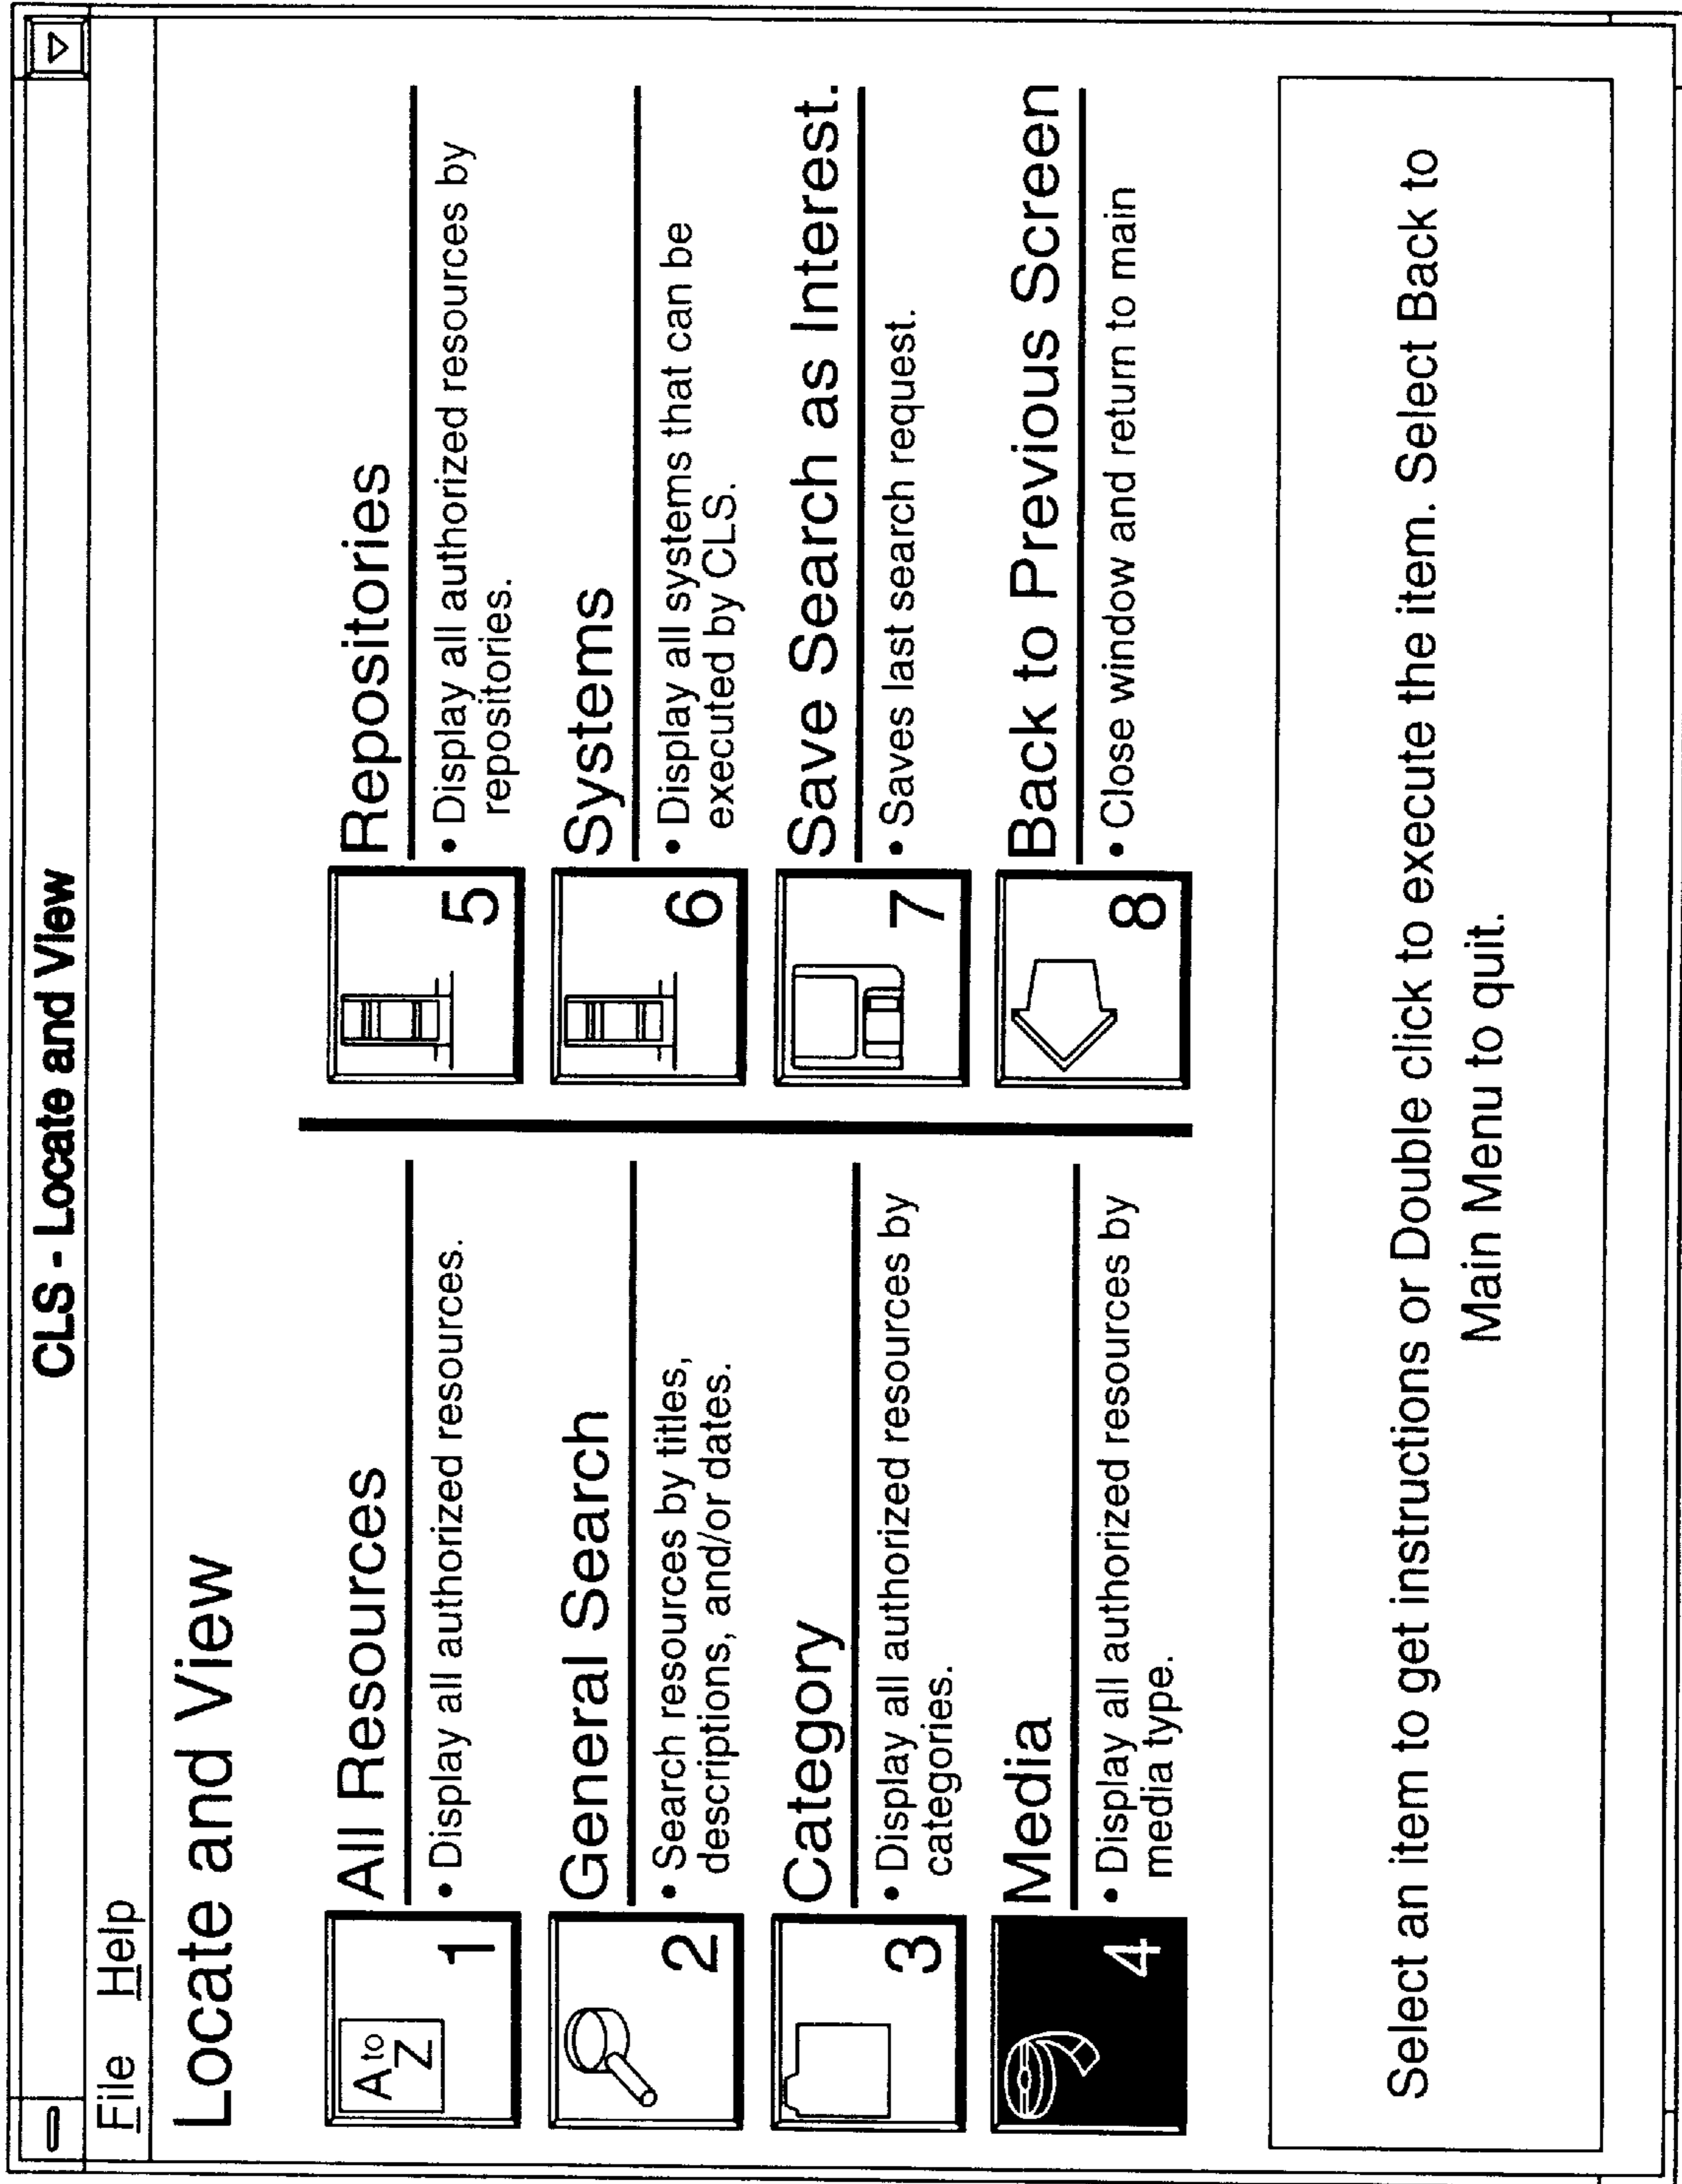 CLS - Locate and View
File Help
Locate and View
A to
Z
1
All Resources
• Display all authorized resources.
2
General Search
• Search resources by titles,
descriptions, and/or dates.
3
Category
• Display all authorized resources by
categories.
4
Media
• Display all authorized resources by
media type.
5
Repositories
• Display all authorized resources by
repositories.
6
Systems
• Display all systems that can be
executed by CLS.
7
Save Search as Interest.
• Saves last search request.
8
Back to Previous Screen
• Close window and return to main
Select an item to get instructions or Double click to execute the item. Select Back to
Main Menu to quit.